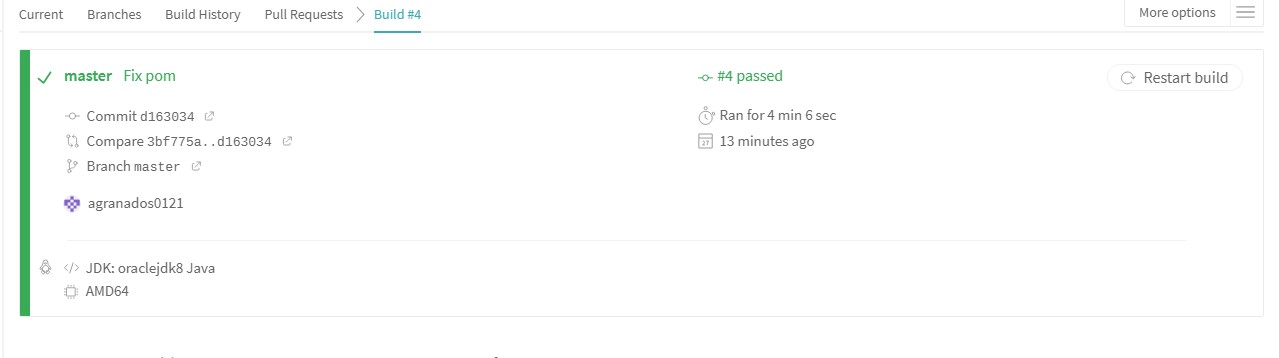 Current Branches Build History Pull Requests Build #4 More options
master Fix pom
#4 passed
Restart build
Commit d163034
Ran for 4 min 6 sec
Compare 3bf775a..d163034
13 minutes ago
Branch master
agranados0121
JDK: oraclejdk8 Java
AMD64